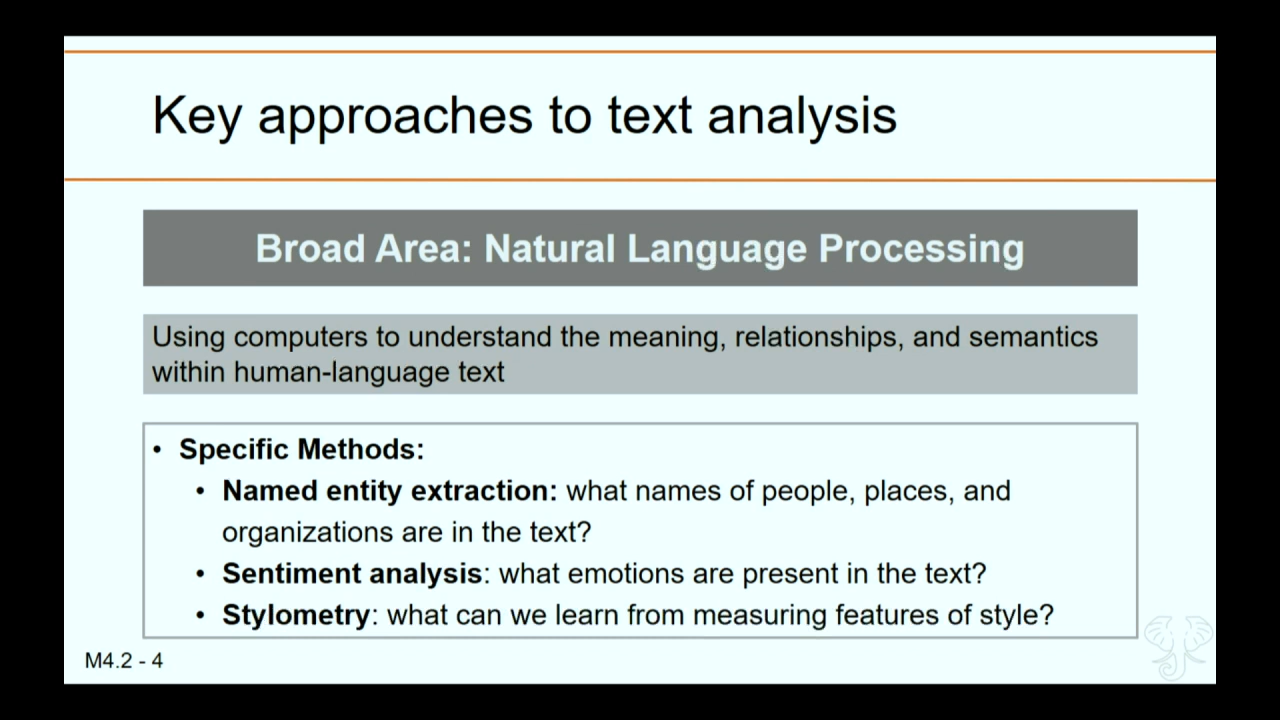 Key approaches to text analysis
Broad Area: Natural Language Processing
Using computers to understand the meaning, relationships, and semantics
within human-language text
• Specific Methods:
• Named entity extraction: what names of people, places, and
organizations are in the text?
• Sentiment analysis: what emotions are present in the text?
• Stylometry: what can we learn from measuring features of style?
M4.2 - 4